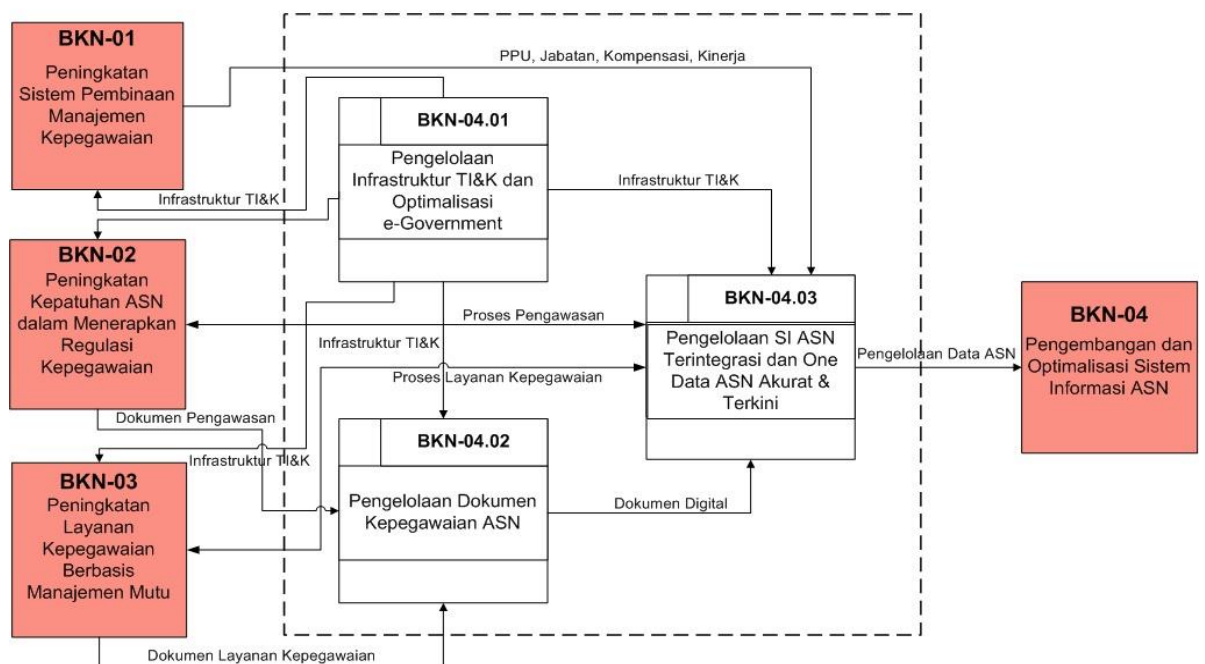 BKN-01
Peningkatan
Sistem Pembinaan
Manajemen
Kepegawaian
PPU, Jabatan, Kompensasi, Kinerja
BKN-04.01
Pengelolaan
Infrastruktur TI&K dan
Optimalisasi
e-Government
Infrastruktur TI&K
Infrastruktur TI&K
BKN-02
Peningkatan
Kepatuhan ASN
dalam Menerapkan
Regulasi
Kepegawaian
BKN-04.03
Pengelolaan SI ASN
Terintegrasi dan One
Data ASN Akurat &
Terkini
BKN-04
Pengembangan dan
Optimalisasi Sistem
Informasi ASN
Proses Pengawasan
Infrastruktur TI&K
Pengelolaan Data ASN
Proses Layanan Kepegawaian
Dokumen Pengawasan
BKN-04.02
Pengelolaan Dokumen
Kepegawaian ASN
Infrastruktur TI&K
BKN-03
Peningkatan
Layanan
Kepegawaian
Berbasis
Manajemen Mutu
Dokumen Digital
Dokumen Layanan Kepegawaian